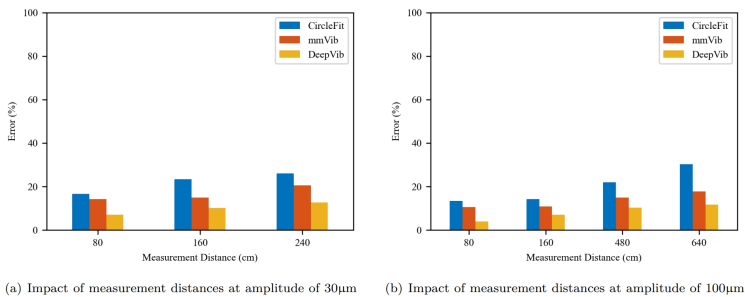 100
80
60
40
20
0
Error (%)
CircleFit
mmVib
DeepVib
80 160 240
Measurement Distance (cm)
(a) Impact of measurement distances at amplitude of 30μm
100
80
60
40
20
0
Error (%)
CircleFit
mmVib
DeepVib
80 160 480 640
Measurement Distance (cm)
(b) Impact of measurement distances at amplitude of 100μm